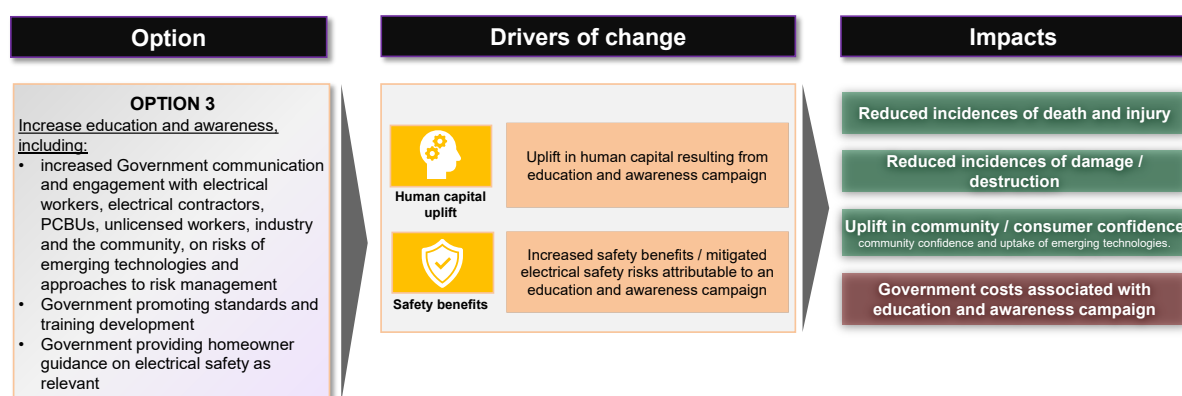 Option
Drivers of change
Impacts
OPTION 3
Increase education and awareness,
including:
• increased Government communication
and engagement with electrical
workers, electrical contractors,
PCBUs, unlicensed workers, industry
and the community, on risks of
emerging technologies and
approaches to risk management
• Government promoting standards and
training development
• Government providing homeowner
guidance on electrical safety as
relevant
Human capital
uplift
Uplift in human capital resulting from
education and awareness campaign
Safety benefits
Increased safety benefits / mitigated
electrical safety risks attributable to an
education and awareness campaign
Reduced incidences of death and injury
Reduced incidences of damage /
destruction
Uplift in community / consumer confidence
community confidence and uptake of emerging technologies.
Government costs associated with
education and awareness campaign